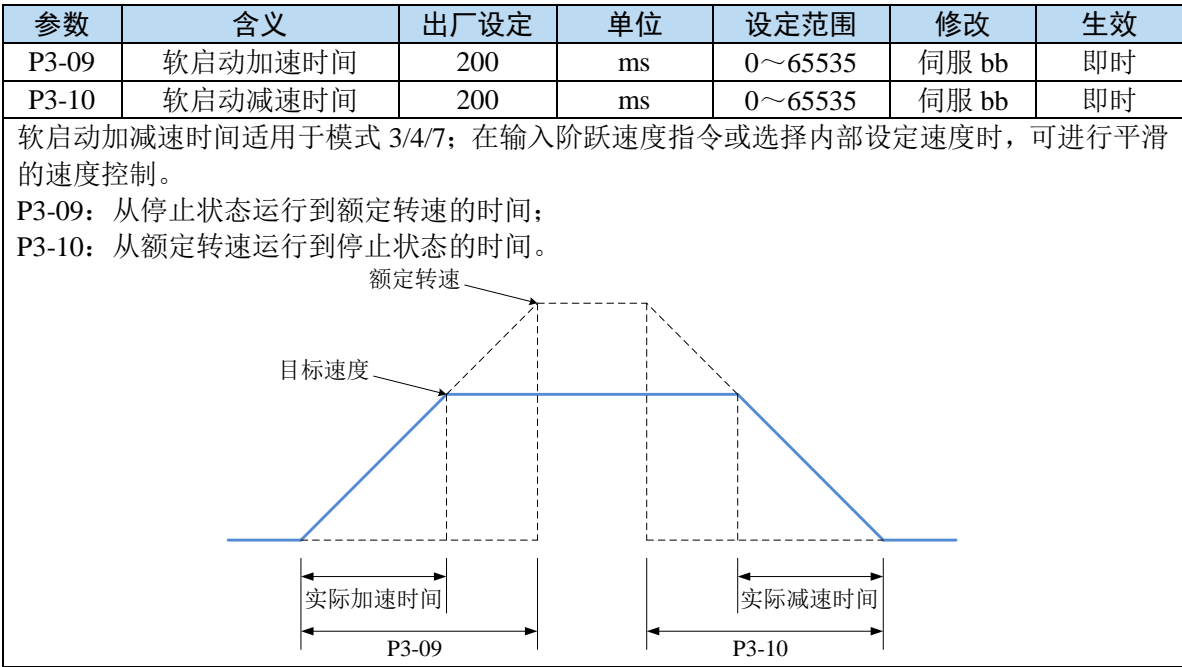 参数 含义 出厂设定 单位 设定范围 修改 生效
P3-09 软启动加速时间 200 ms 0～65535 伺服 bb 即时
P3-10 软启动减速时间 200 ms 0～65535 伺服 bb 即时
软启动加减速时间适用于模式 3/4/7；在输入阶跃速度指令或选择内部设定速度时，可进行平滑
的速度控制。
P3-09：从停止状态运行到额定转速的时间；
P3-10：从额定转速运行到停止状态的时间。
额定转速
目标速度
实际加速时间 实际减速时间
P3-09 P3-10